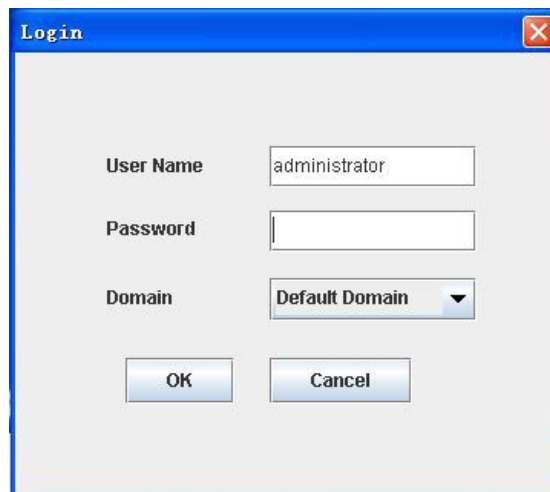 Login
User Name administrator
Password
Domain Default Domain
OK Cancel